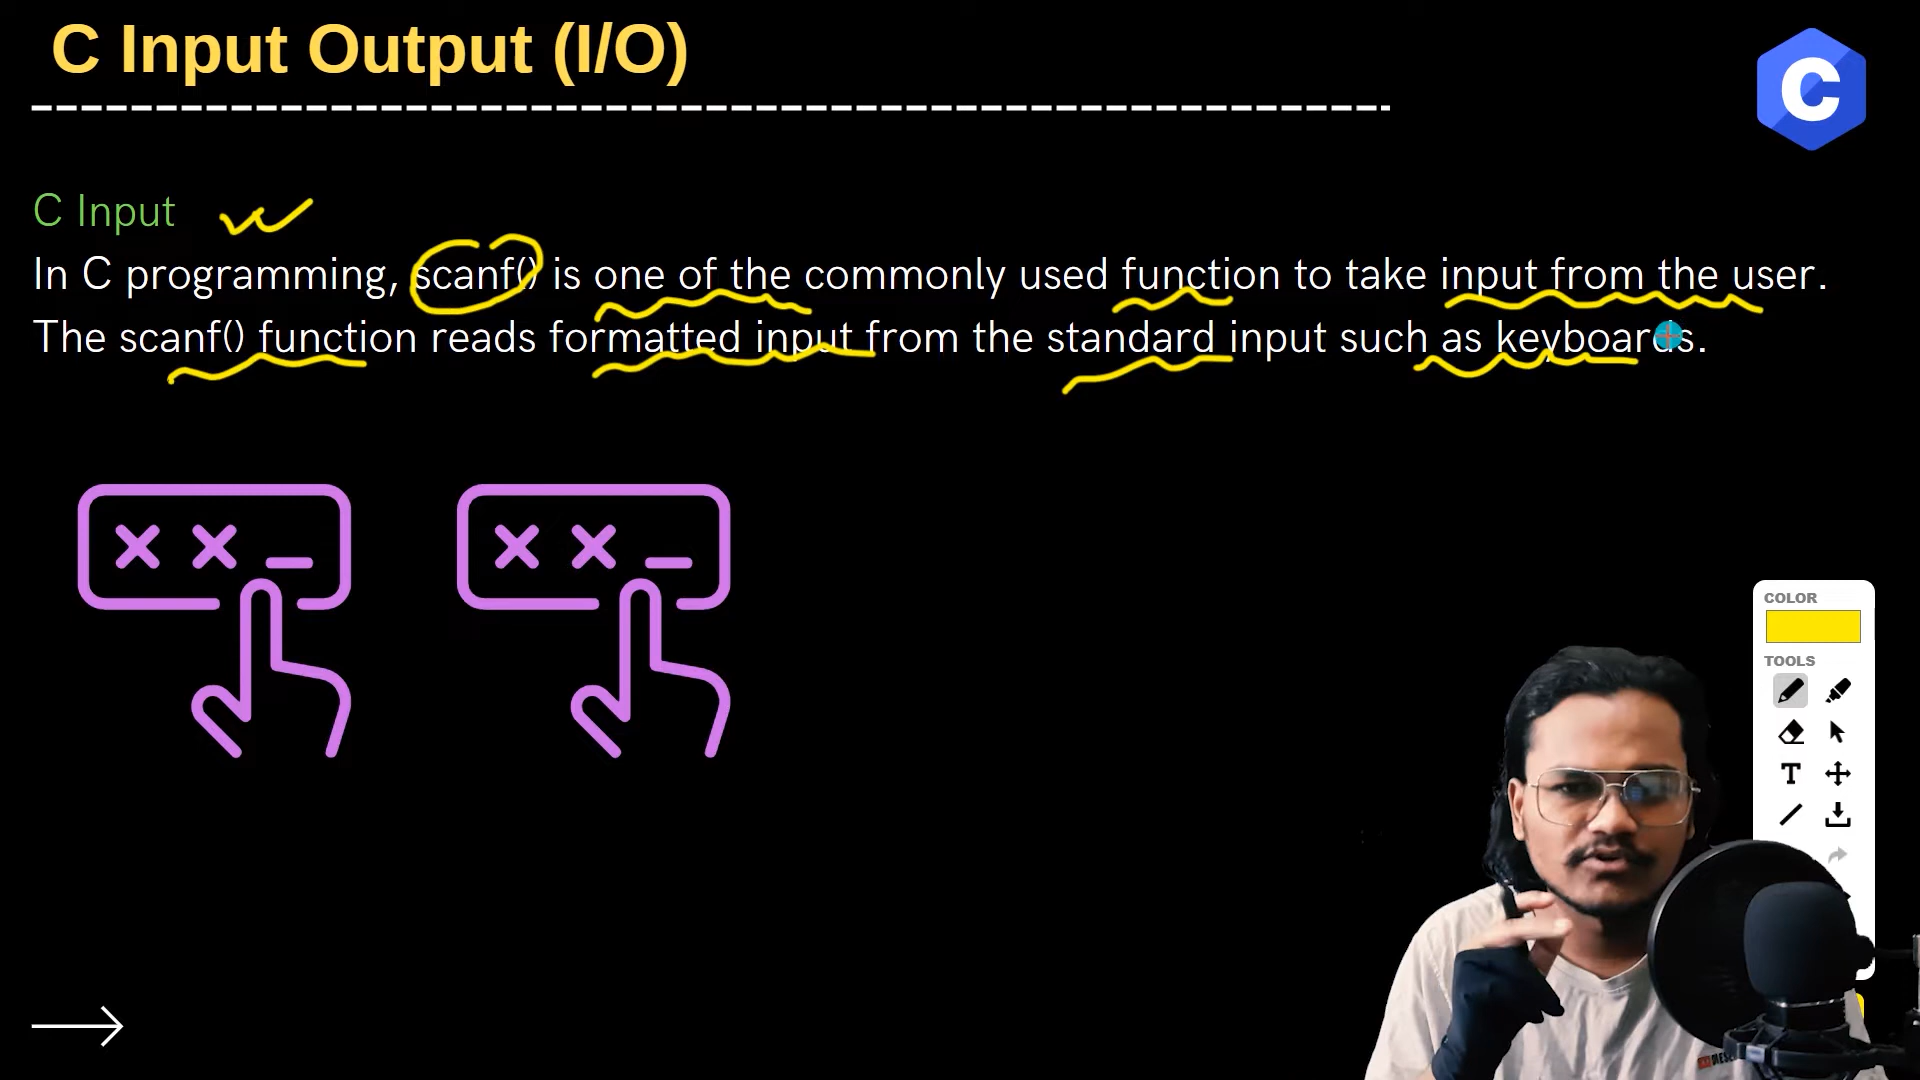 C Input Output (I/O)
C
C Input
In C programming, scanf() is one of the commonly used function to take input from the user.
The scanf() function reads formatted input from the standard input such as keyboards.
COLOR
TOOLS
T